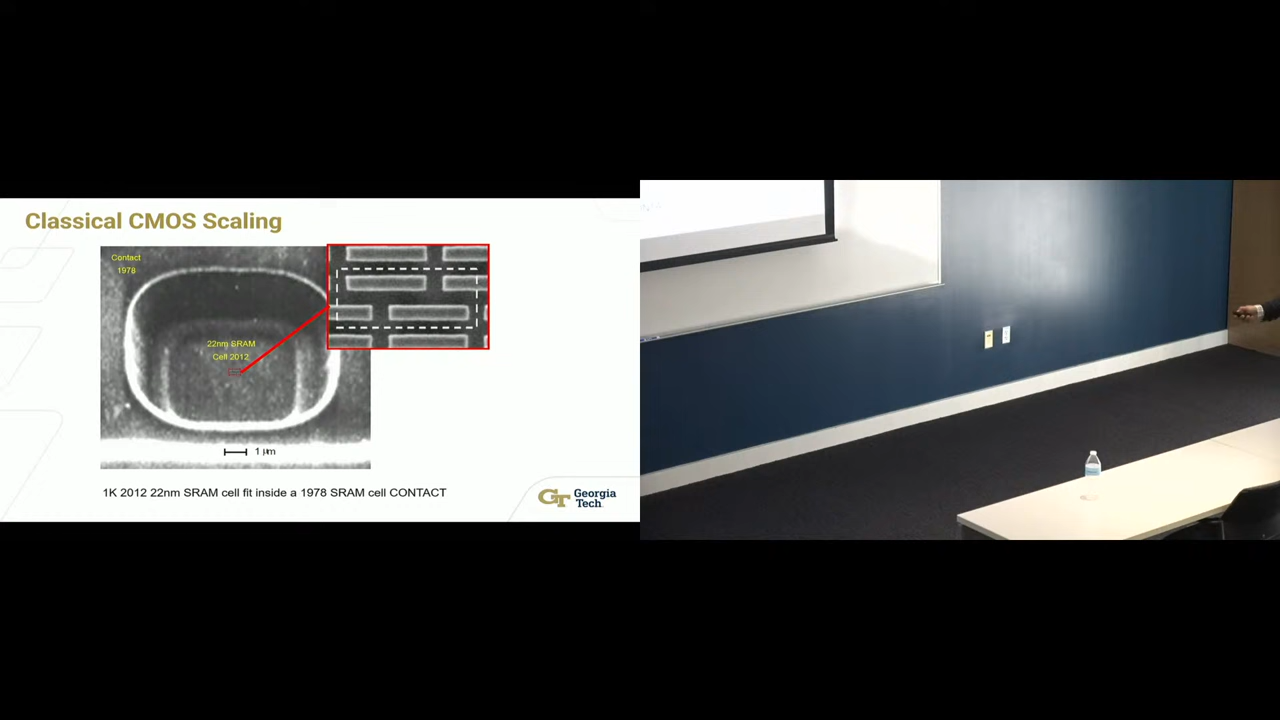 Classical CMOS Scaling
Contact
1978
22nm SRAM
Cell 2012
1 µm
1K 2012 22nm SRAM cell fit inside a 1978 SRAM cell CONTACT
GT Georgia
Tech